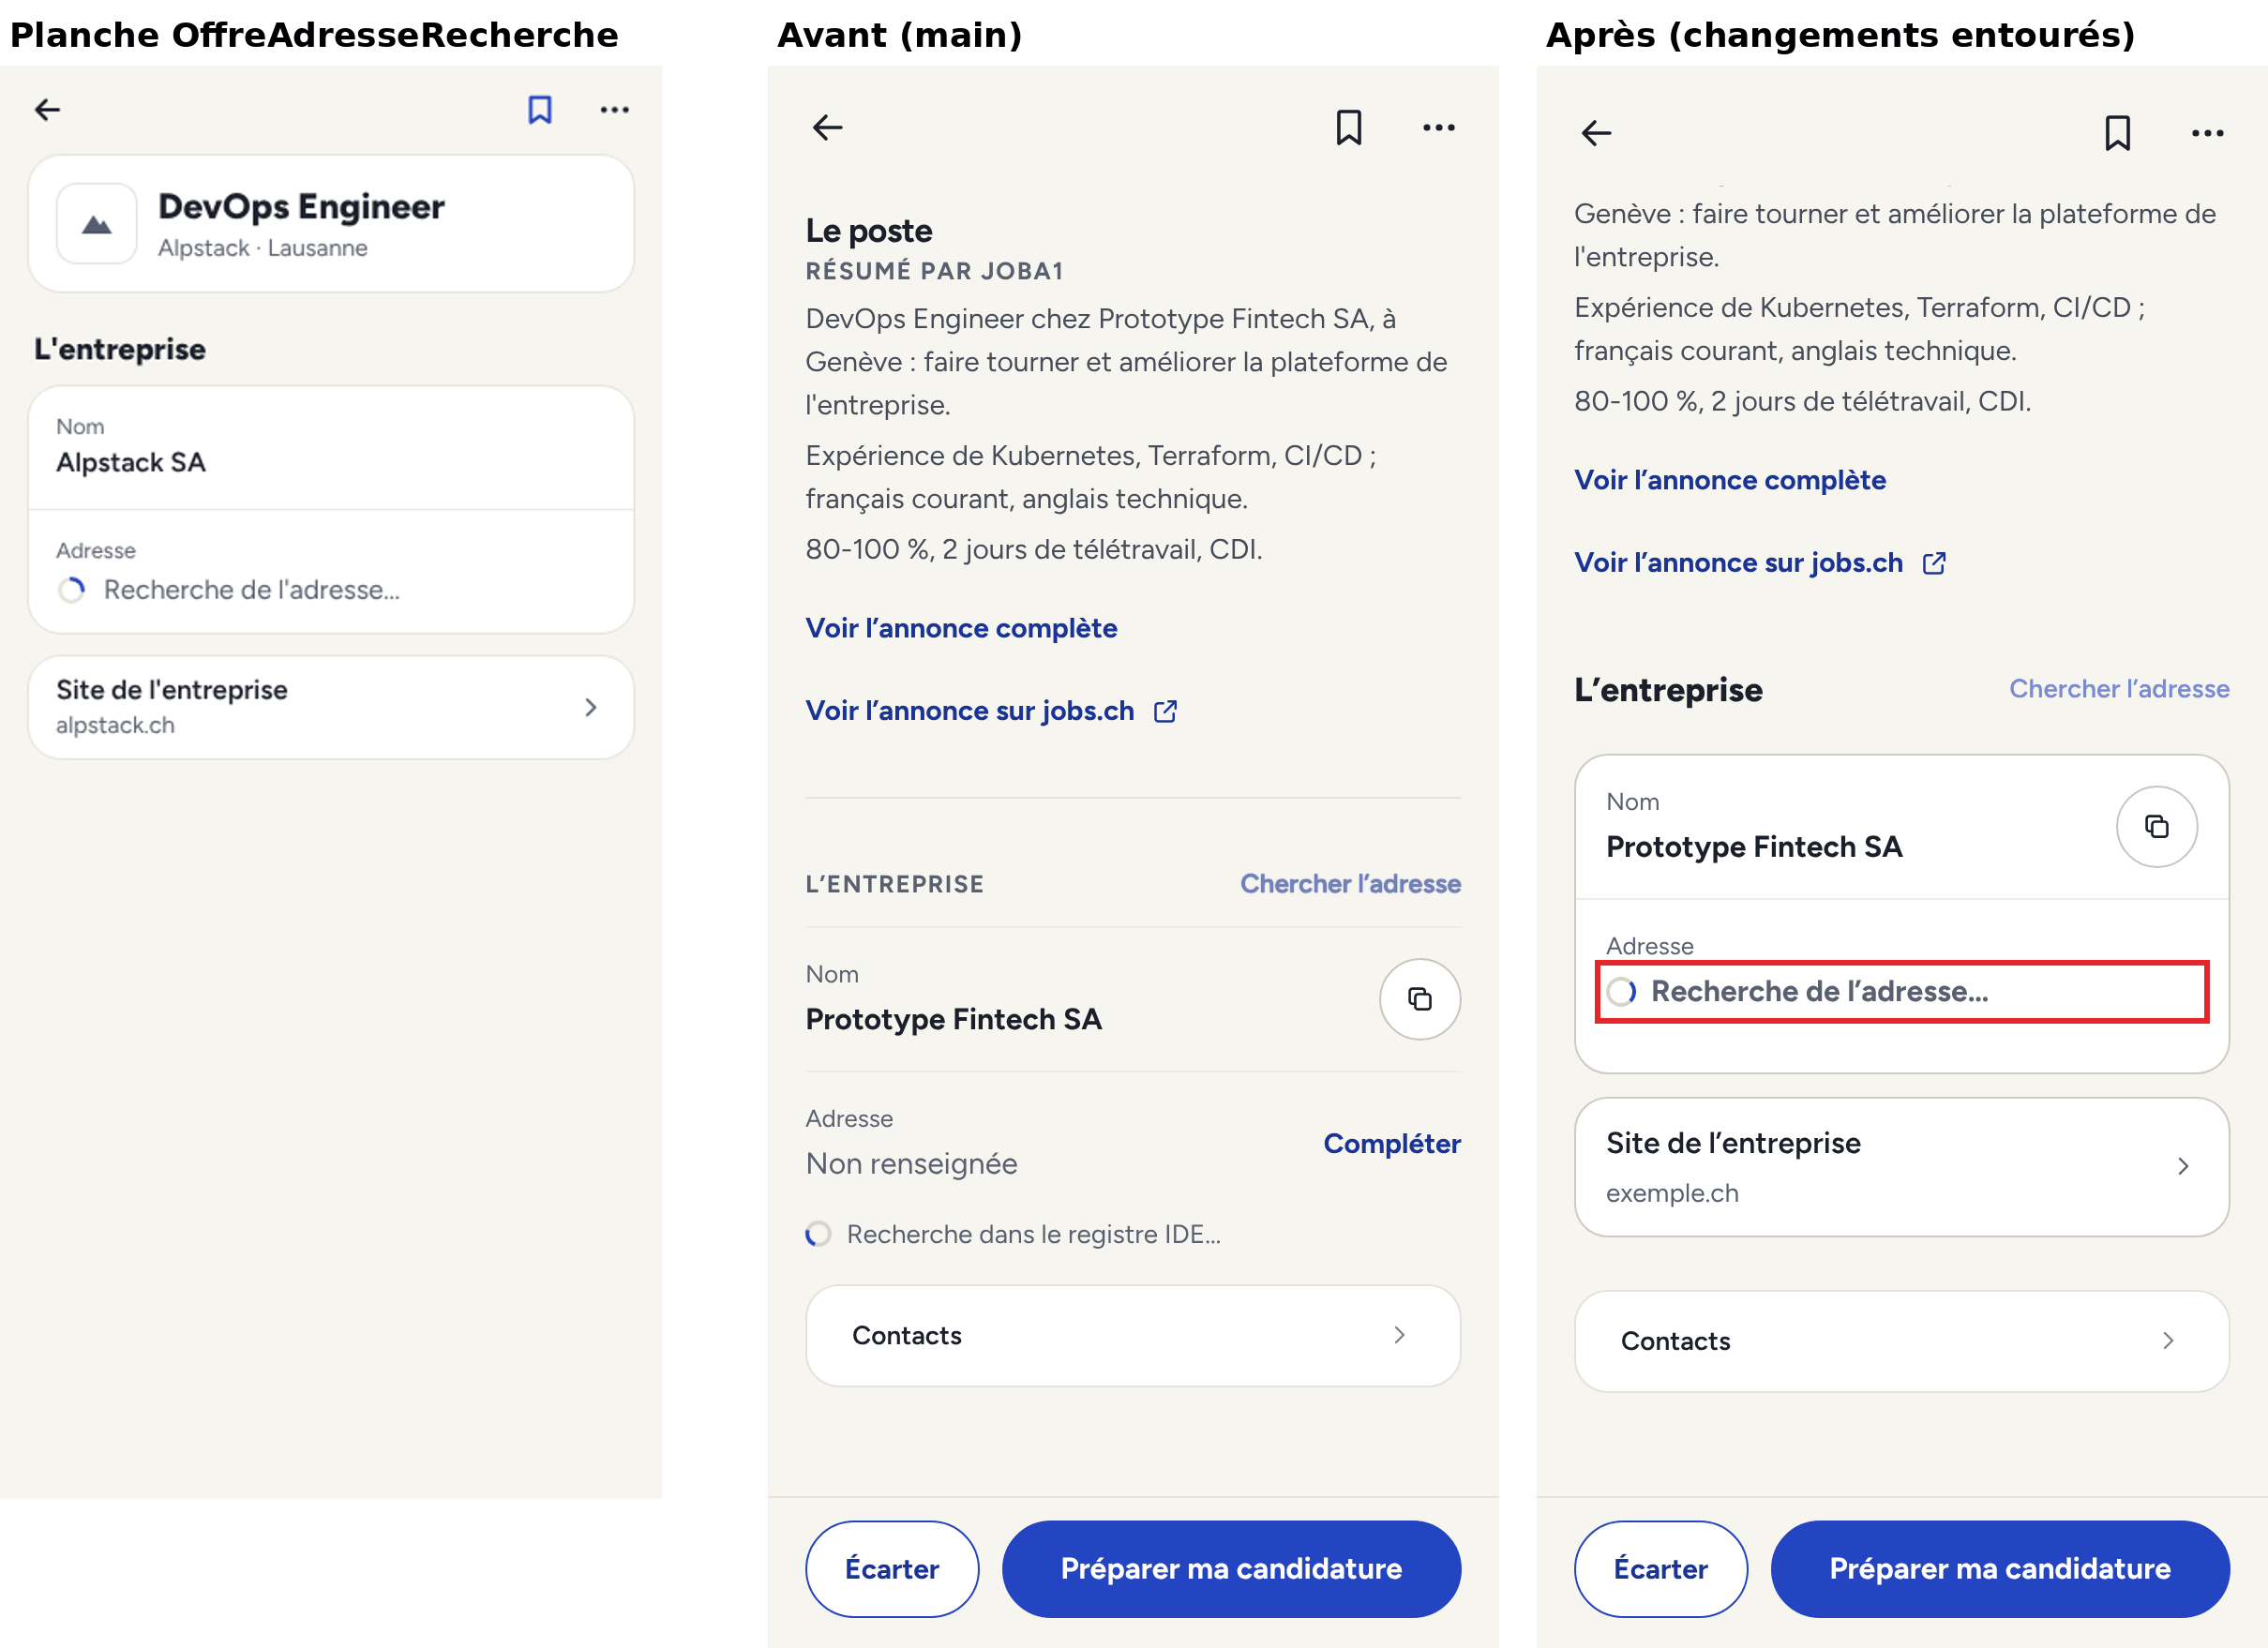 Planche OffreAdresseRecherche
DevOps Engineer
Alpstack · Lausanne
L'entreprise
Nom
Alpstack SA
Adresse
Recherche de l'adresse...
Site de l'entreprise
alpstack.ch
Avant (main)
Le poste
RÉSUMÉ PAR JOBA1
DevOps Engineer chez Prototype Fintech SA, à
Genève : faire tourner et améliorer la plateforme de
l'entreprise.
Expérience de Kubernetes, Terraform, CI/CD ;
français courant, anglais technique.
80-100 %, 2 jours de télétravail, CDI.
Voir l’annonce complète
Voir l’annonce sur jobs.ch
L’ENTREPRISE
Chercher l’adresse
Nom
Prototype Fintech SA
Adresse
Non renseignée
Compléter
Recherche dans le registre IDE...
Contacts
Écarter
Préparer ma candidature
Après (changements entourés)
Genève : faire tourner et améliorer la plateforme de
l'entreprise.
Expérience de Kubernetes, Terraform, CI/CD ;
français courant, anglais technique.
80-100 %, 2 jours de télétravail, CDI.
Voir l’annonce complète
Voir l’annonce sur jobs.ch
L’entreprise
Chercher l’adresse
Nom
Prototype Fintech SA
Adresse
Recherche de l’adresse...
Site de l’entreprise
exemple.ch
Contacts
Écarter
Préparer ma candidature